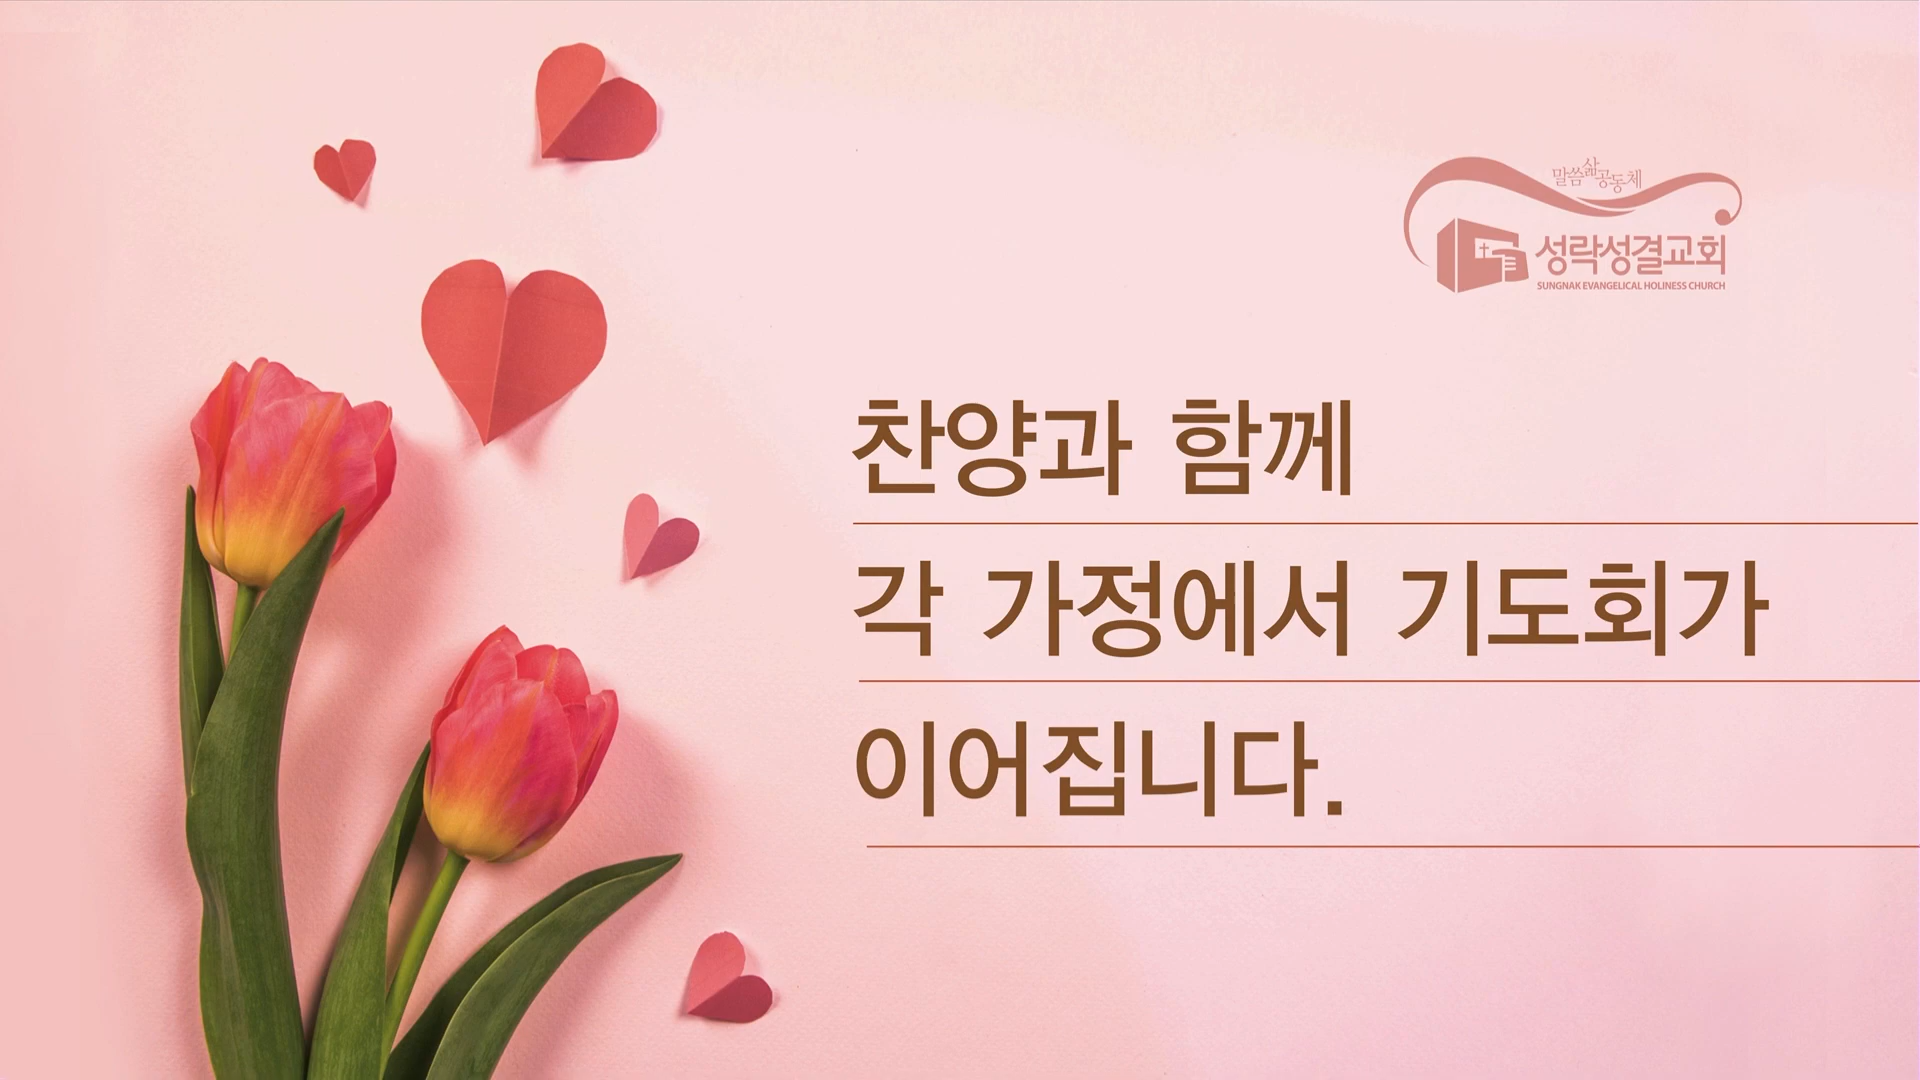 말씀삶공동체
성락성결교회
SUNGNAK EVANGELICAL HOLINESS CHURCH
찬양과 함께
각 가정에서 기도회가
이어집니다.